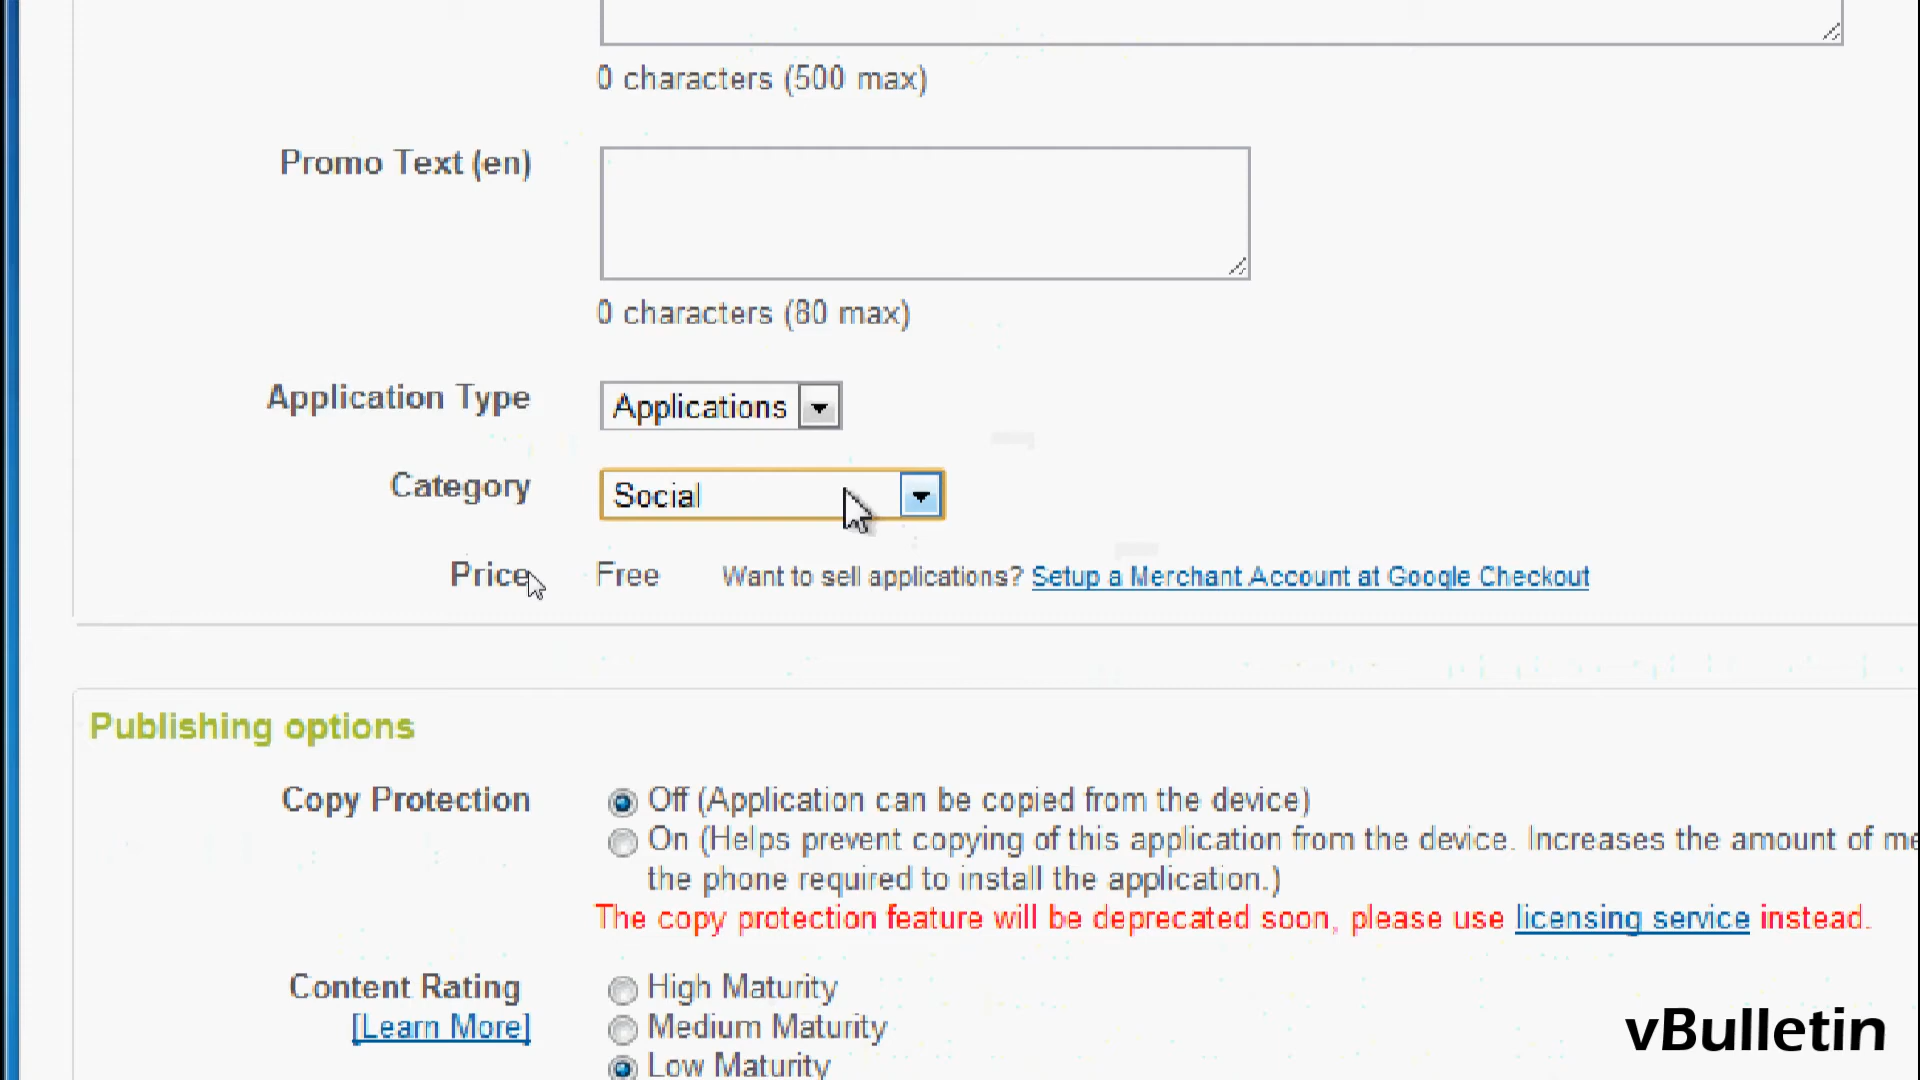 0 characters (500 max)
Promo Text (en)
0 characters (80 max)
Application Type
Applications
Category
Social
Price Free Want to sell applications? Setup a Merchant Account at Google Checkout
Publishing options
Copy Protection
Off (Application can be copied from the device)
On (Helps prevent copying of this application from the device. Increases the amount of
the phone required to install the application.)
The copy protection feature will be deprecated soon, please use licensing service instead.
Content Rating
[Learn More]
High Maturity
Medium Maturity
Low Maturity
vBulletin